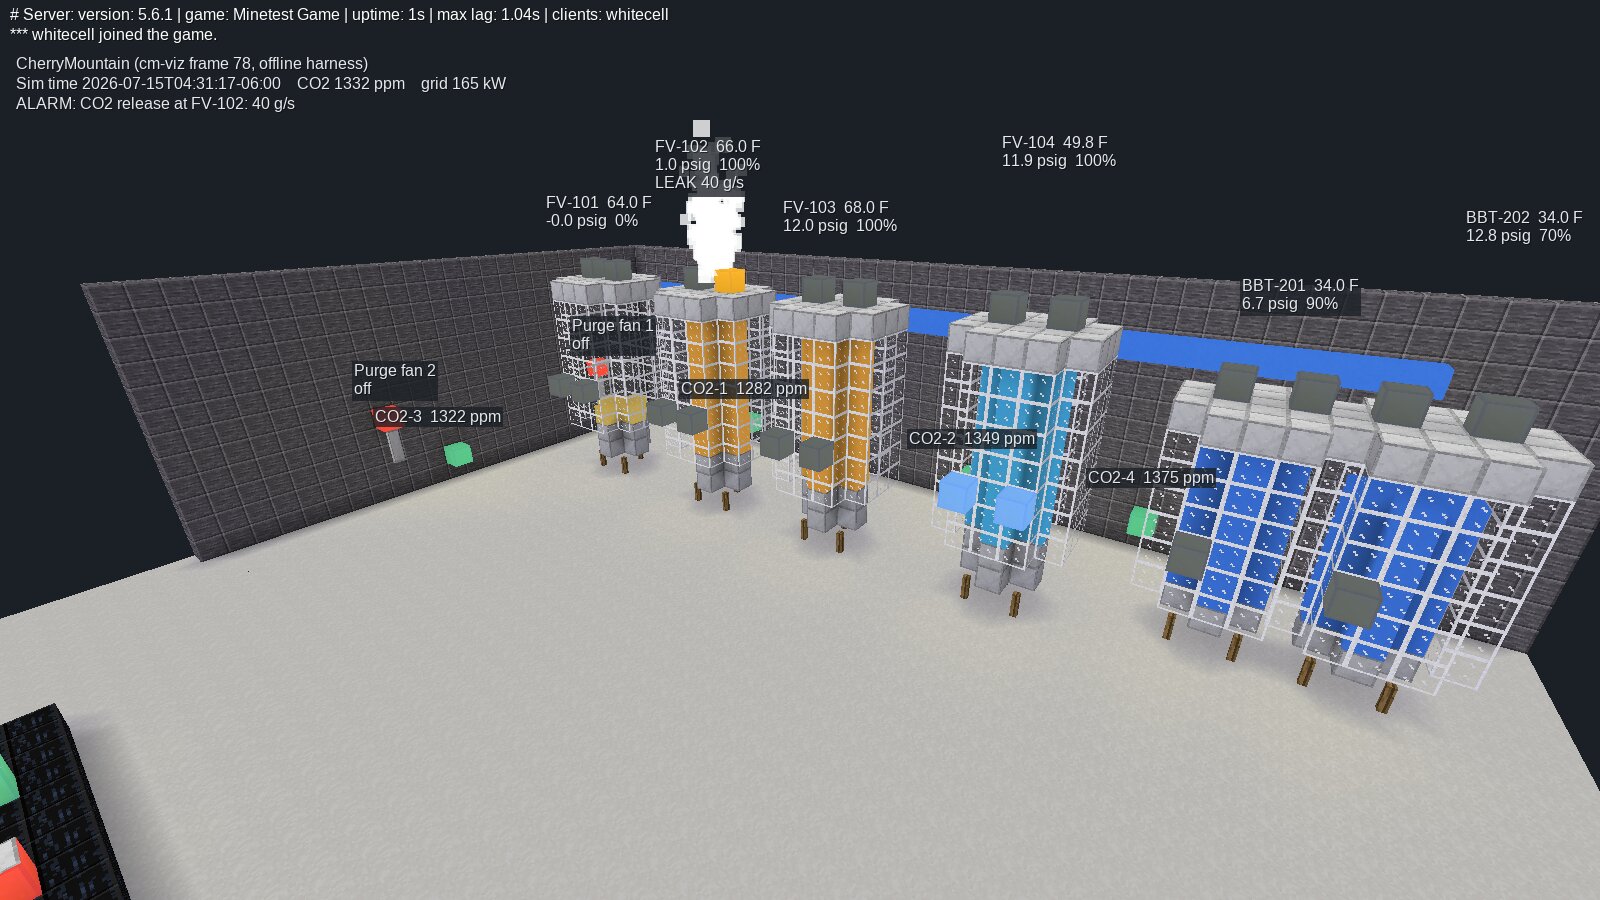 # Server: version: 5.6.1 | game: Minetest Game | uptime: 1s | max lag: 1.04s | clients: whitecell
*** whitecell joined the game.
CherryMountain (cm-viz frame 78, offline harness)
Sim time 2026-07-15T04:31:17-06:00    CO2 1332 ppm    grid 165 kW
ALARM: CO2 release at FV-102: 40 g/s
FV-102  66.0 F
1.0 psig  100%
LEAK 40 g/s
FV-104  49.8 F
11.9 psig  100%
FV-101  64.0 F
-0.0 psig  0%
FV-103  68.0 F
12.0 psig  100%
BBT-202  34.0 F
12.8 psig  70%
BBT-201  34.0 F
6.7 psig  90%
Purge fan 1
off
Purge fan 2
off
CO2-1  1282 ppm
CO2-3  1322 ppm
CO2-2  1349 ppm
CO2-4  1375 ppm